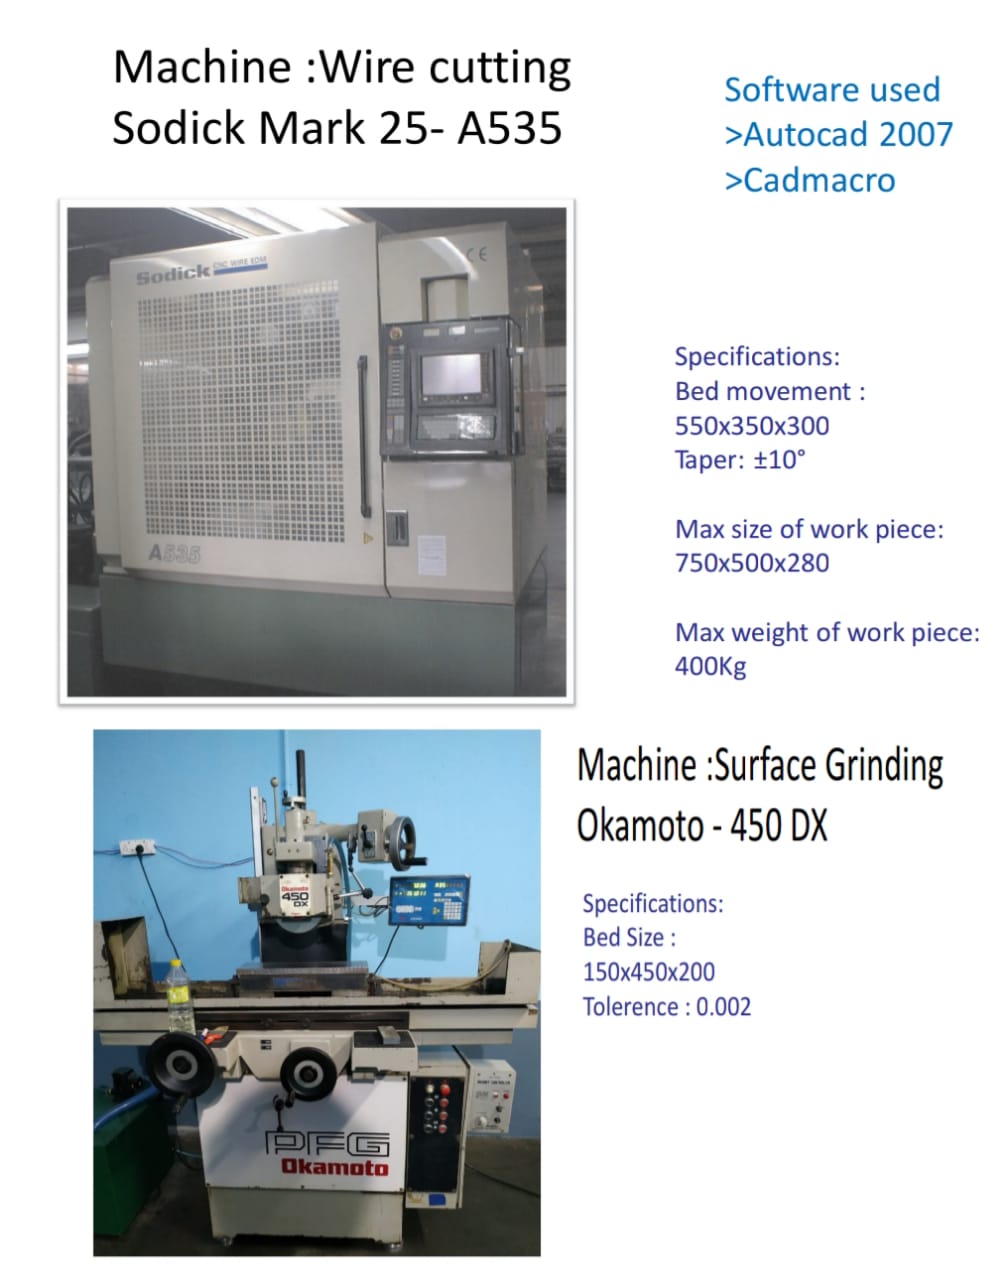 Machine :Wire cutting
Sodick Mark 25- A535
Software used
>Autocad 2007
>Cadmacro
Sodick CNC WIRE EDM
CE
A535
Specifications:
Bed movement :
550x350x300
Taper: ±10°
Max size of work piece:
750x500x280
Max weight of work piece:
400Kg
Machine :Surface Grinding
Okamoto - 450 DX
Specifications:
Bed Size :
150x450x200
Tolerence : 0.002
Okamoto
450
DX
PFG
Okamoto